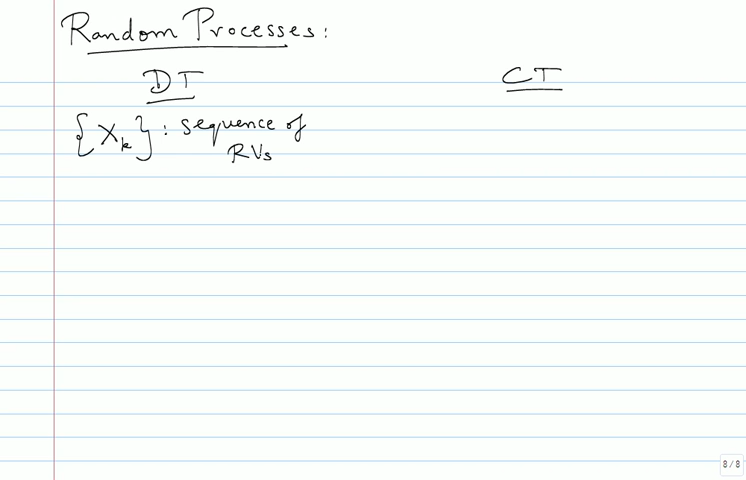 Random Processes:
DT
CT
{X_k} : sequence of
RVs
8/8